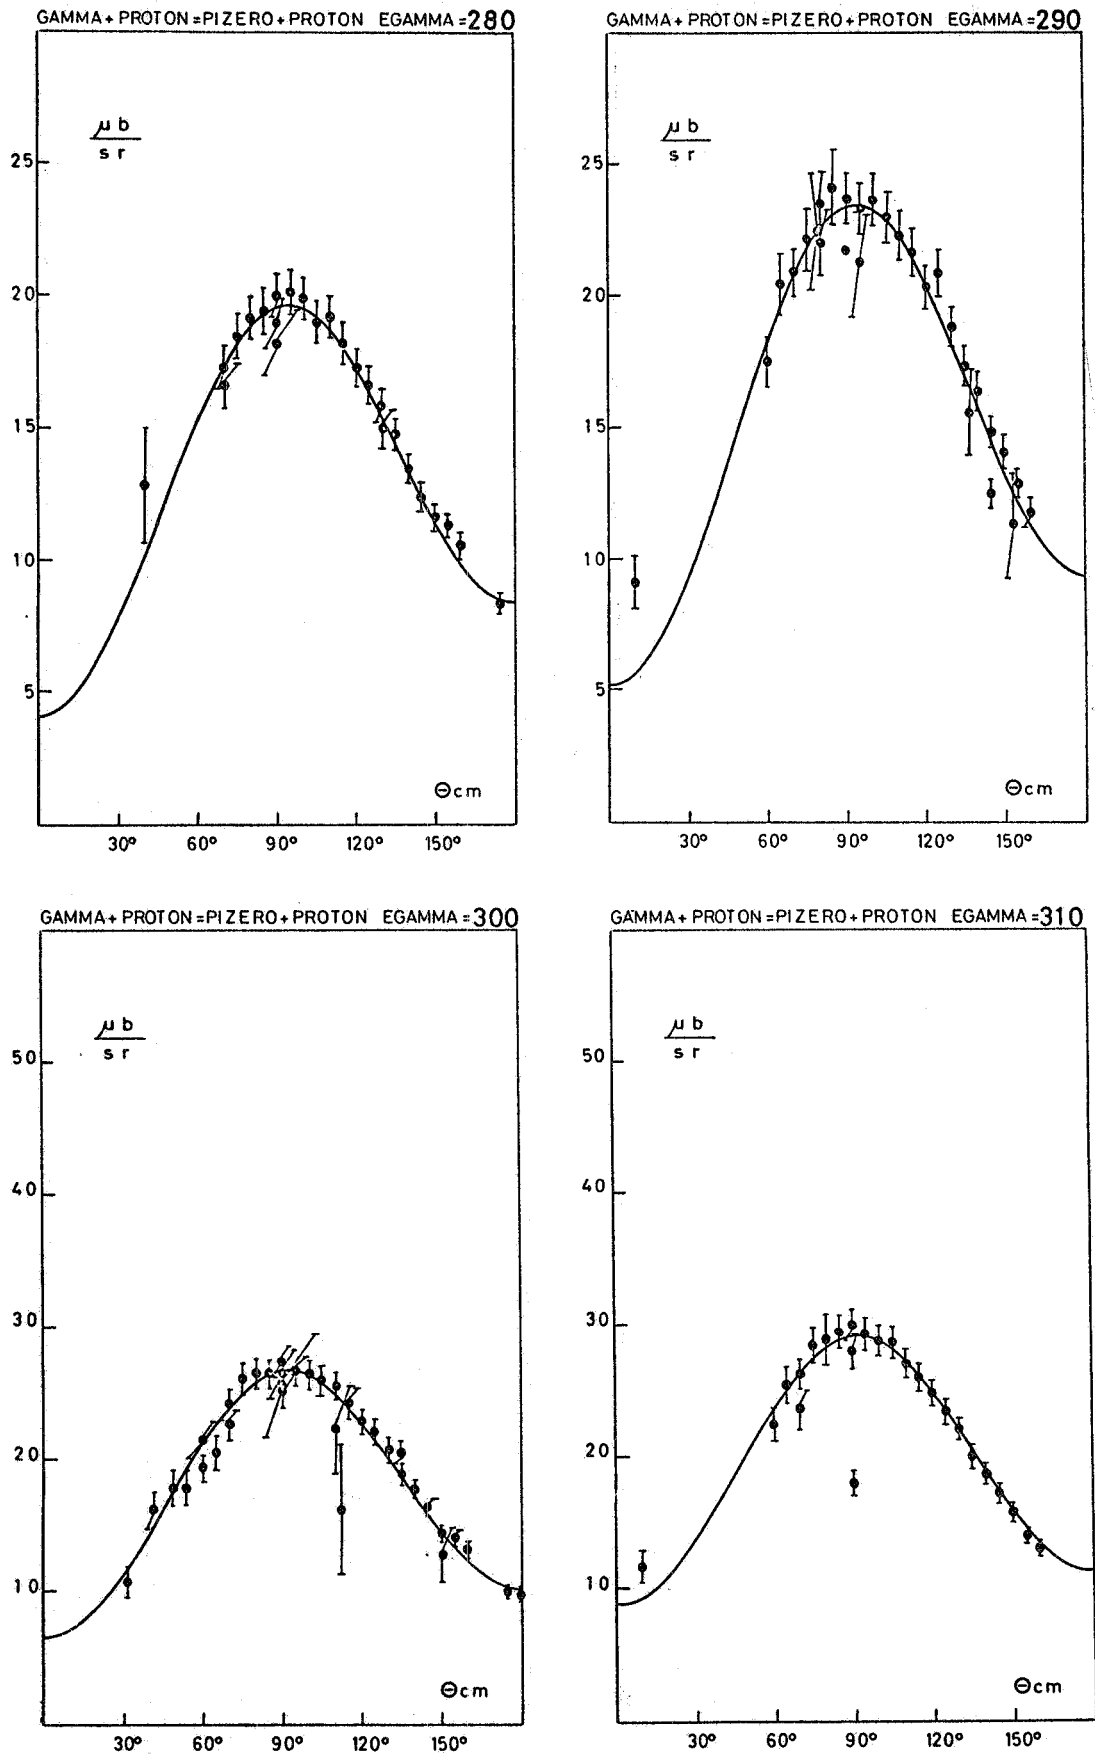 GAMMA + PROTON = PIZERO + PROTON EGAMMA = 280
μb
sr
25
20
15
10
5
Θcm
30° 60° 90° 120° 150°
GAMMA + PROTON = PIZERO + PROTON EGAMMA = 290
μb
sr
25
20
15
10
5
Θcm
30° 60° 90° 120° 150°
GAMMA + PROTON = PIZERO + PROTON EGAMMA = 300
μb
sr
50
40
30
20
10
Θcm
30° 60° 90° 120° 150°
GAMMA + PROTON = PIZERO + PROTON EGAMMA = 310
μb
sr
50
40
30
20
10
Θcm
30° 60° 90° 120° 150°